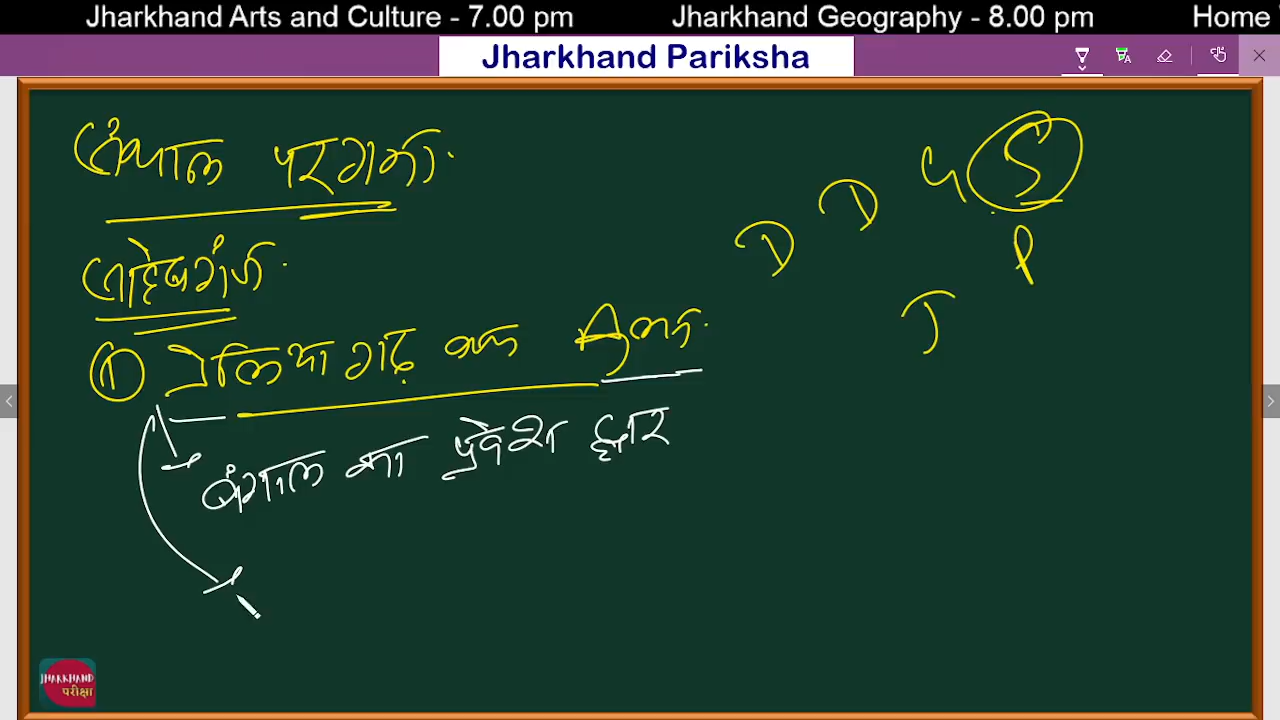 Jharkhand Arts and Culture - 7.00 pm Jharkhand Geography - 8.00 pm Home
Jharkhand Pariksha
संथाल परगना
साहेबगंज
① तेलियागढ़ का
बंगाल का प्रवेश द्वार
D D G S
P
J
JHARKHAND
परीक्षा